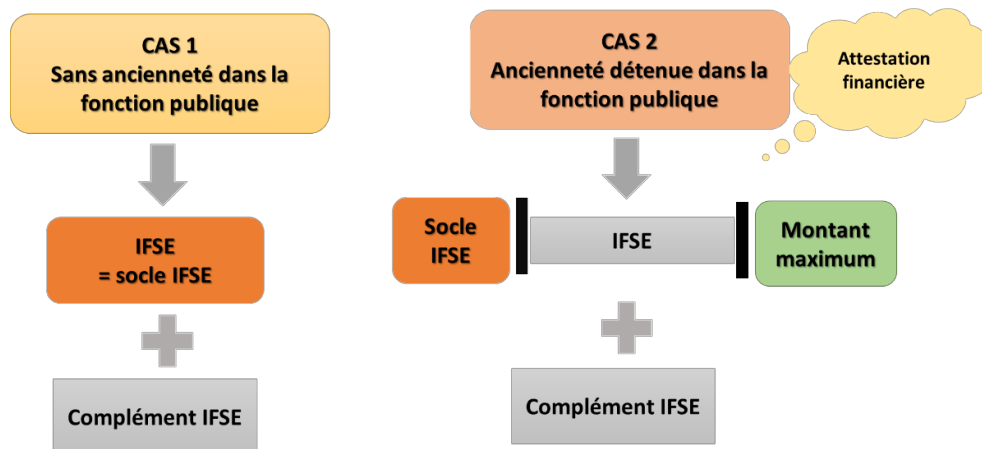 CAS 1
Sans ancienneté dans la
fonction publique
IFSE
= socle IFSE
Complément IFSE
CAS 2
Ancienneté détenue dans la
fonction publique
Attestation
financière
Socle
IFSE
IFSE
Montant
maximum
Complément IFSE